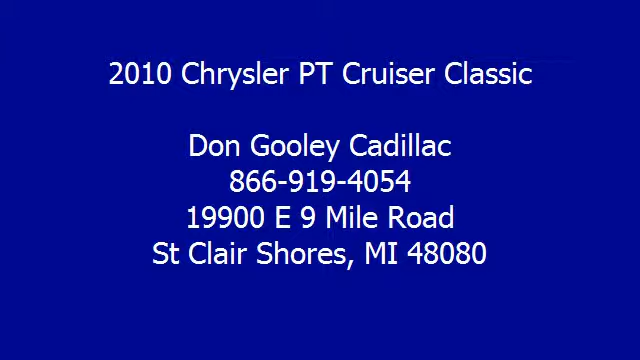 2010 Chrysler PT Cruiser Classic
Don Gooley Cadillac
866-919-4054
19900 E 9 Mile Road
St Clair Shores, MI 48080